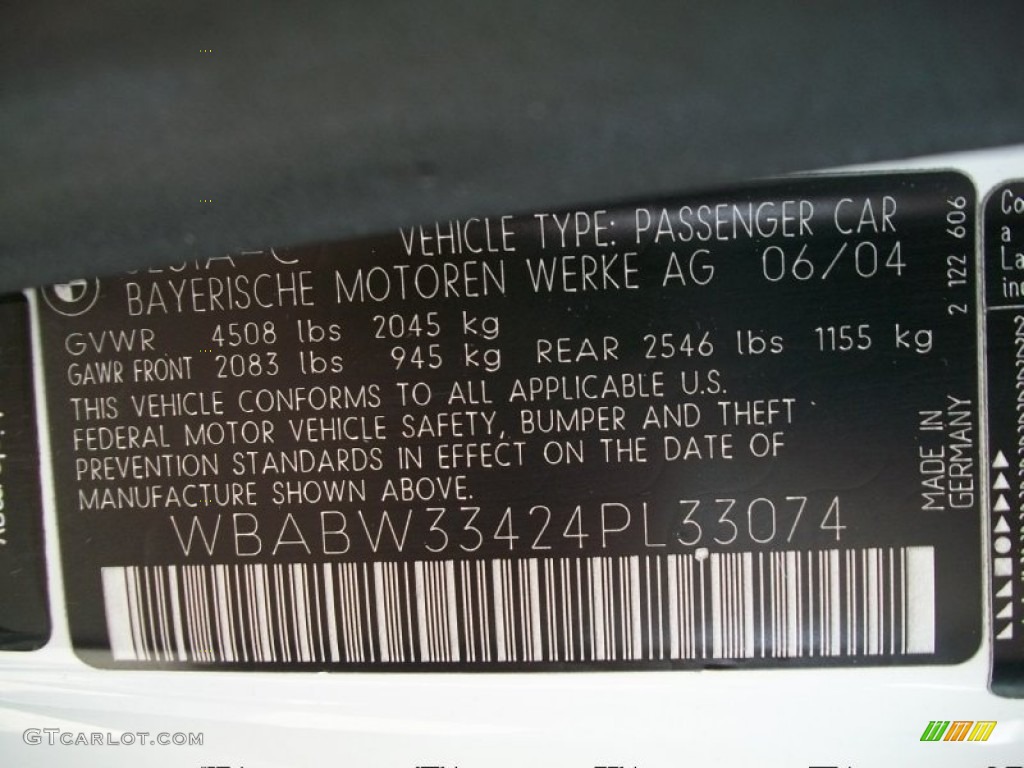 VEHICLE TYPE: PASSENGER CAR
BAYERISCHE MOTOREN WERKE AG 06/04
GVWR 4508 lbs 2045 kg
GAWR FRONT 2083 lbs 945 kg REAR 2546 lbs 1155 kg
THIS VEHICLE CONFORMS TO ALL APPLICABLE U.S.
FEDERAL MOTOR VEHICLE SAFETY, BUMPER AND THEFT
PREVENTION STANDARDS IN EFFECT ON THE DATE OF
MANUFACTURE SHOWN ABOVE.
WBABW33424PL33074
2 122 606
MADE IN
GERMANY
GTCARLOT.COM